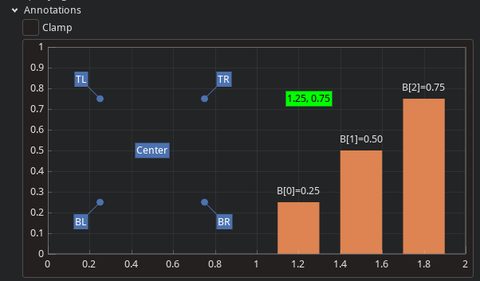 Annotations
Clamp
1
0.9
TL
TR
B[2]=0.75
0.8
1.25, 0.75
0.7
0.6
B[1]=0.50
0.5
Center
0.4
0.3
B[0]=0.25
0.2
BL
BR
0.1
0
0 0.2 0.4 0.6 0.8 1 1.2 1.4 1.6 1.8 2